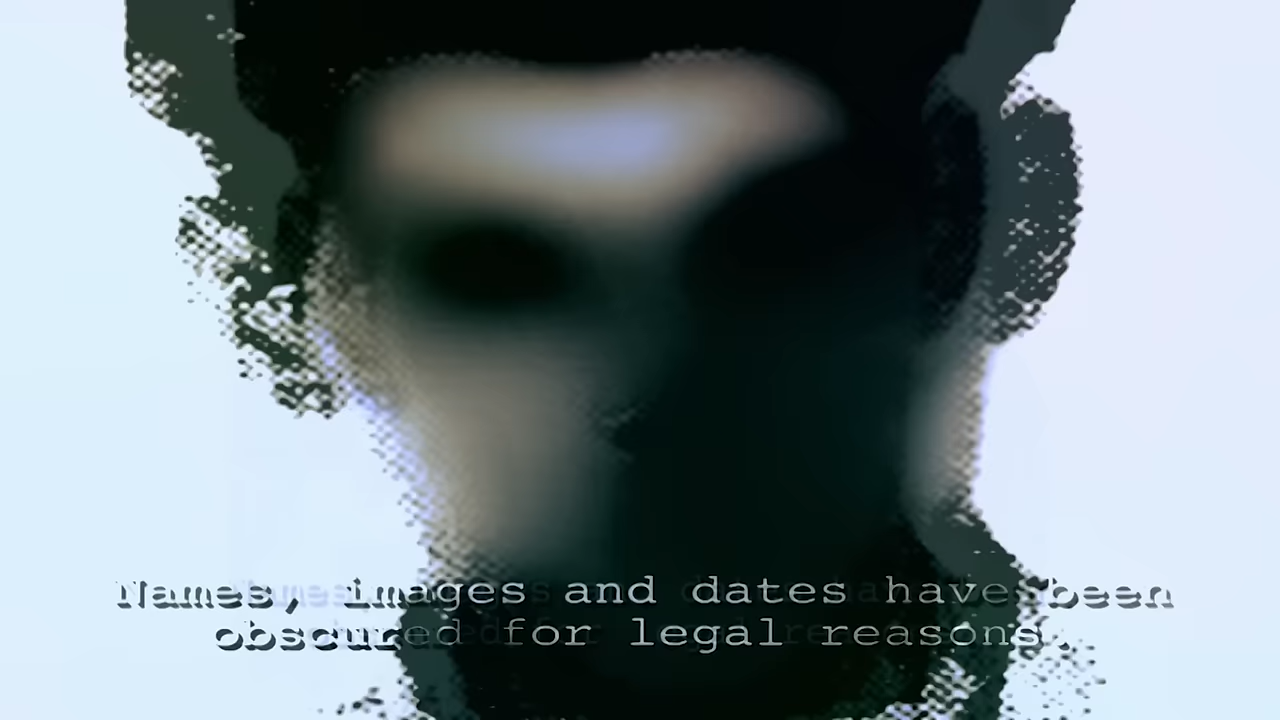 Names, images and dates have been
obscured for legal reasons.